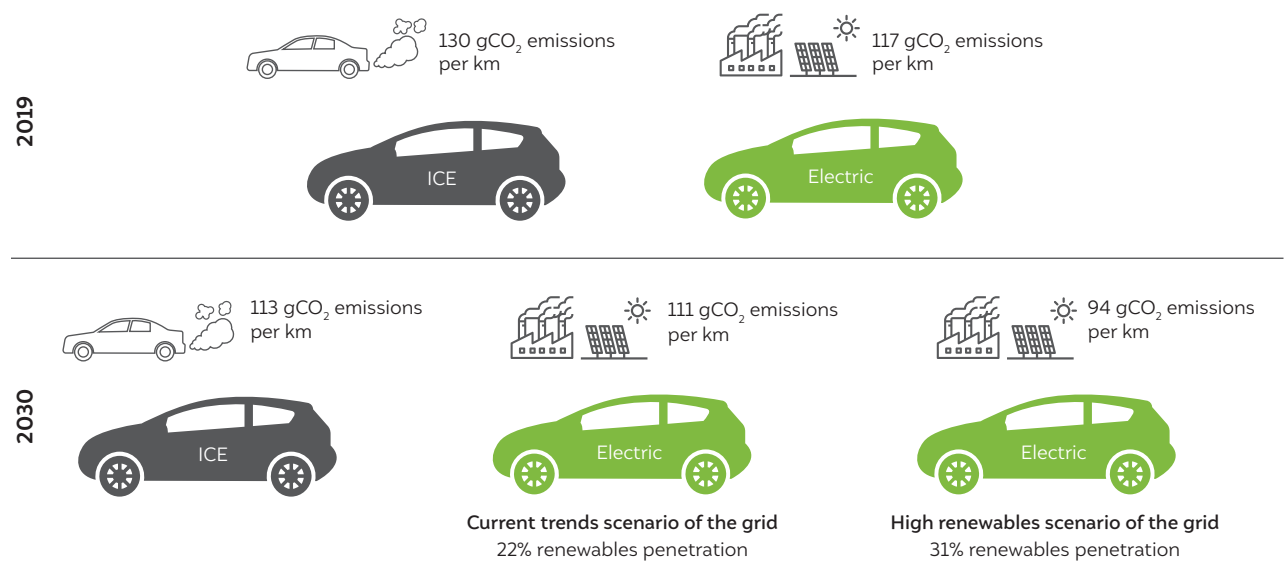 2019
130 gCO₂ emissions
per km
ICE
117 gCO₂ emissions
per km
Electric
2030
113 gCO₂ emissions
per km
ICE
111 gCO₂ emissions
per km
Electric
Current trends scenario of the grid
22% renewables penetration
94 gCO₂ emissions
per km
Electric
High renewables scenario of the grid
31% renewables penetration